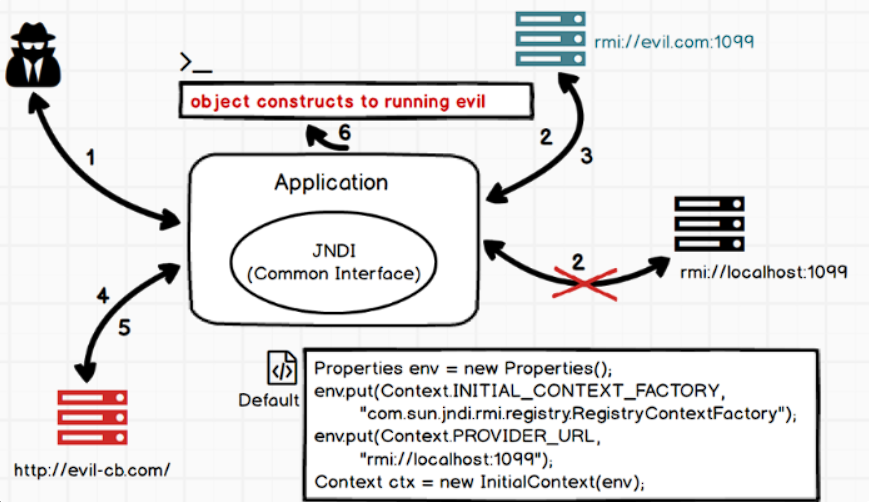 rmi://evil.com:1099
>_
object constructs to running evil
6
1
2
3
Application
JNDI
(Common Interface)
2
rmi://localhost:1099
4
5
</>
Default
Properties env = new Properties();
env.put(Context.INITIAL_CONTEXT_FACTORY,
"com.sun.jndi.rmi.registry.RegistryContextFactory");
env.put(Context.PROVIDER_URL,
"rmi://localhost:1099");
Context ctx = new InitialContext(env);
http://evil-cb.com/